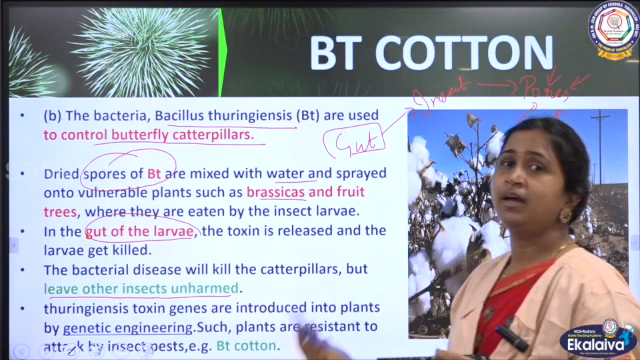 BT COTTON
• (b) The bacteria, Bacillus thuringiensis (Bt) are used
to control butterfly catterpillars.
• Dried spores of Bt are mixed with water and sprayed
onto vulnerable plants such as brassicas and fruit
trees, where they are eaten by the insect larvae.
• In the gut of the larvae, the toxin is released and the
larvae get killed.
• The bacterial disease will kill the catterpillars, but
leave other insects unharmed.
• thuringiensis toxin genes are introduced into plants
by genetic engineering. Such, plants are resistant to
attack by insect pests, e.g. Bt cotton.
Insect
Gut
Ekalaiva